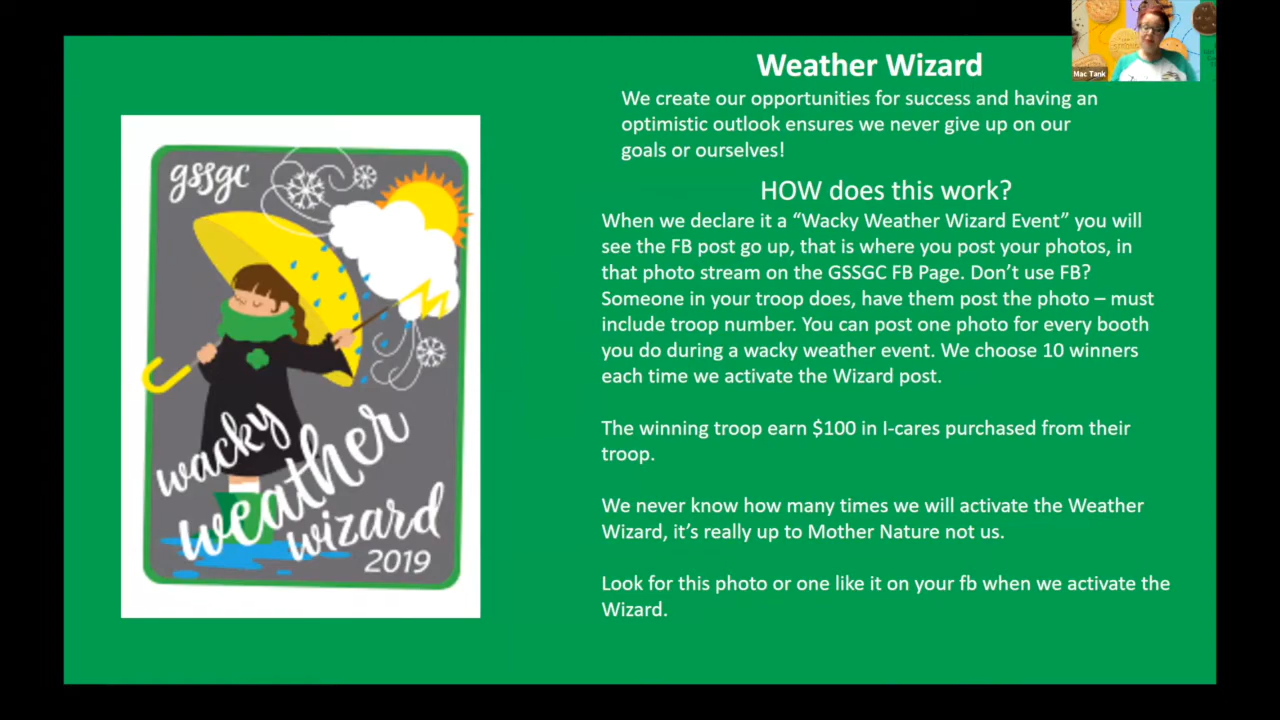 Weather Wizard
Mac Tank
We create our opportunities for success and having an
optimistic outlook ensures we never give up on our
goals or ourselves!
HOW does this work?
When we declare it a “Wacky Weather Wizard Event” you will
see the FB post go up, that is where you post your photos, in
that photo stream on the GSSGC FB Page. Don’t use FB?
Someone in your troop does, have them post the photo – must
include troop number. You can post one photo for every booth
you do during a wacky weather event. We choose 10 winners
each time we activate the Wizard post.
The winning troop earn $100 in I-cares purchased from their
troop.
We never know how many times we will activate the Weather
Wizard, it’s really up to Mother Nature not us.
Look for this photo or one like it on your fb when we activate the
Wizard.
gssgc
wacky
weather
wizard
2019